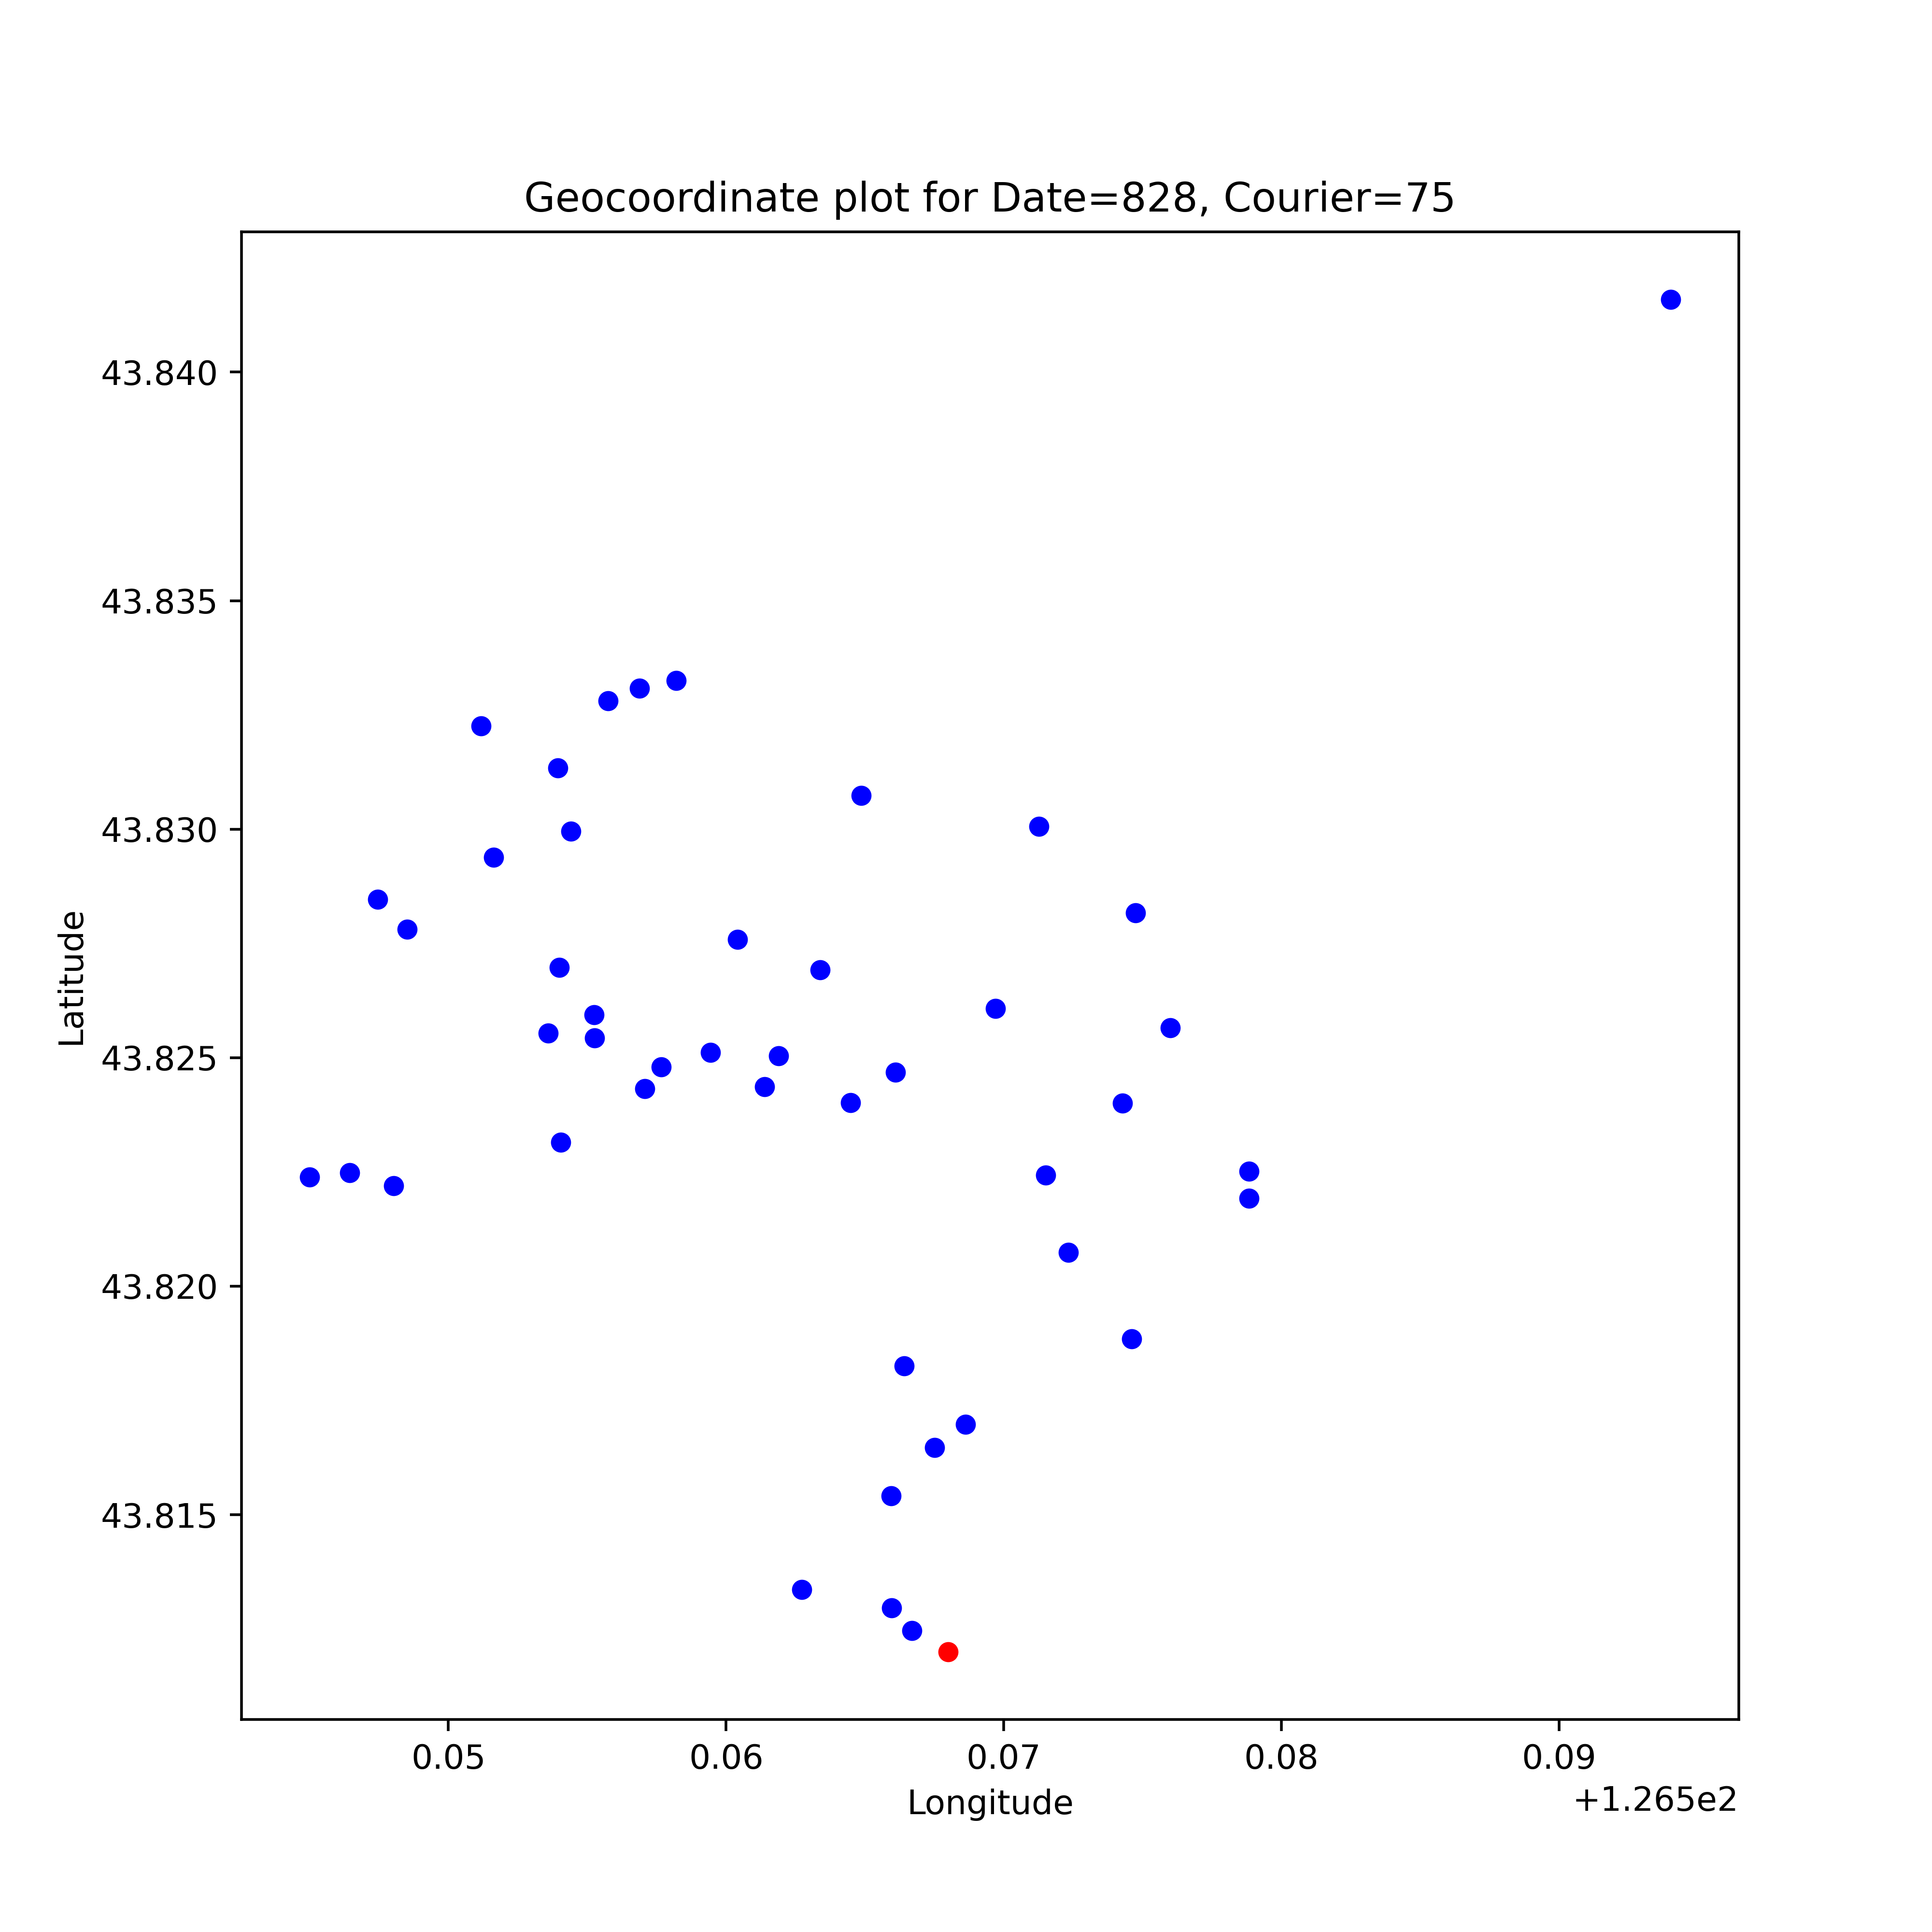 Geocoordinate plot for Date=828, Courier=75
43.840
43.835
43.830
43.825
43.820
43.815
Latitude
0.05 0.06 0.07 0.08 0.09
Longitude
+1.265e2